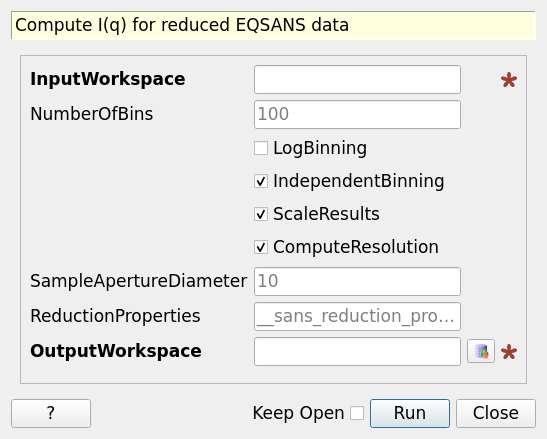 Compute I(q) for reduced EQSANS data
InputWorkspace *
NumberOfBins 100
LogBinning
IndependentBinning
ScaleResults
ComputeResolution
SampleApertureDiameter 10
ReductionProperties __sans_reduction_pro...
OutputWorkspace *
? Keep Open Run Close